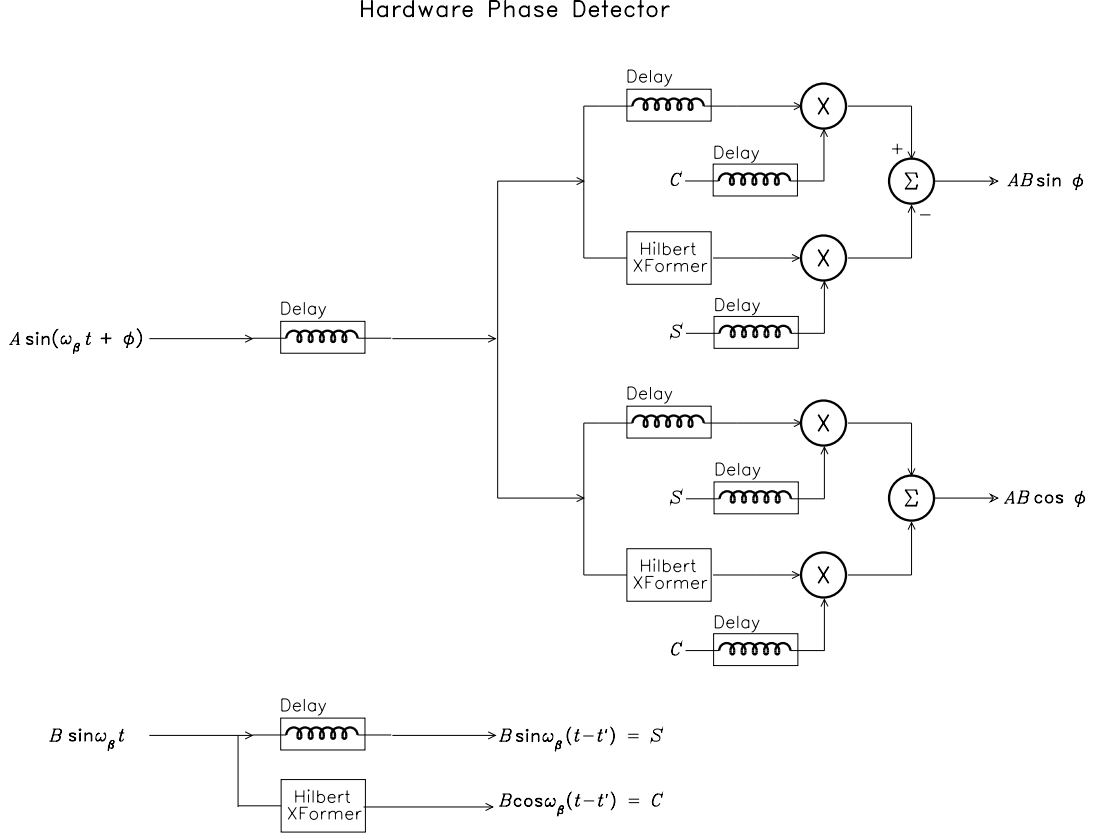 Hardware Phase Detector
Delay
X
Delay
C
+
Σ
AB sin ϕ
−
Hilbert
XFormer
X
Delay
S
Delay
A sin(ω_β t + ϕ)
Delay
X
Delay
S
Σ
AB cos ϕ
Hilbert
XFormer
X
Delay
C
Delay
B sinω_β t
B sinω_β (t−t') = S
Hilbert
XFormer
B cosω_β (t−t') = C